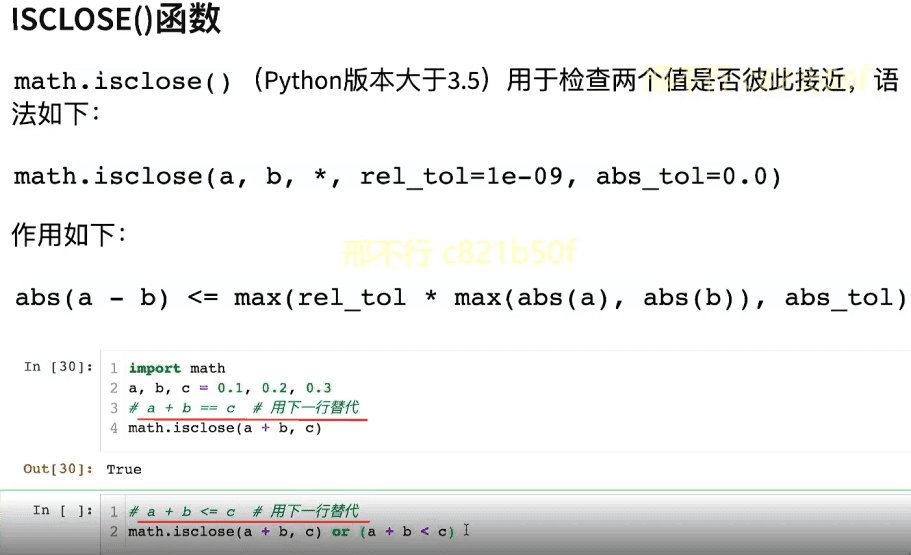 ISCLOSE()函数
math.isclose()（Python版本大于3.5）用于检查两个值是否彼此接近，语
法如下：
math.isclose(a, b, *, rel_tol=1e-09, abs_tol=0.0)
作用如下：
邢不行 c821b50f
abs(a - b) <= max(rel_tol * max(abs(a), abs(b)), abs_tol)
In [30]:
1 import math
2 a, b, c = 0.1, 0.2, 0.3
3 # a + b == c  # 用下一行替代
4 math.isclose(a + b, c)
Out[30]: True
In [ ]:
1 # a + b <= c  # 用下一行替代
2 math.isclose(a + b, c) or (a + b < c)